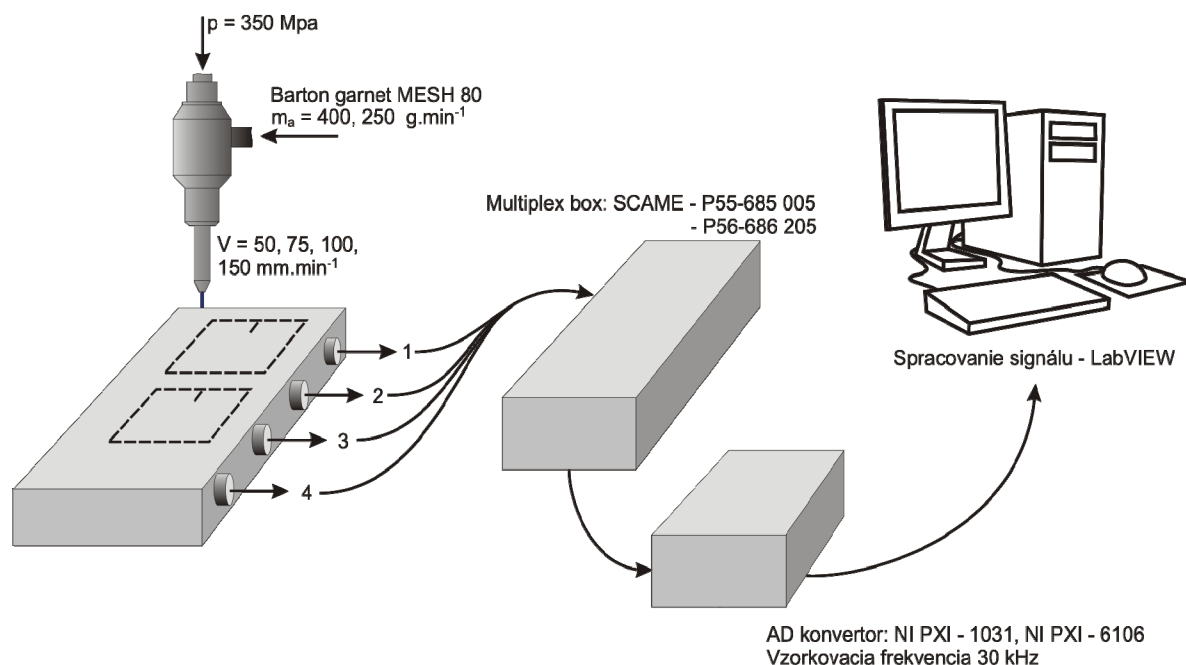 p = 350 Mpa
Barton garnet MESH 80
mₐ = 400, 250 g.min⁻¹
V = 50, 75, 100,
150 mm.min⁻¹
1
2
3
4
Multiplex box: SCAME - P55-685 005
- P56-686 205
Spracovanie signálu - LabVIEW
AD konvertor: NI PXI - 1031, NI PXI - 6106
Vzorkovacia frekvencia 30 kHz